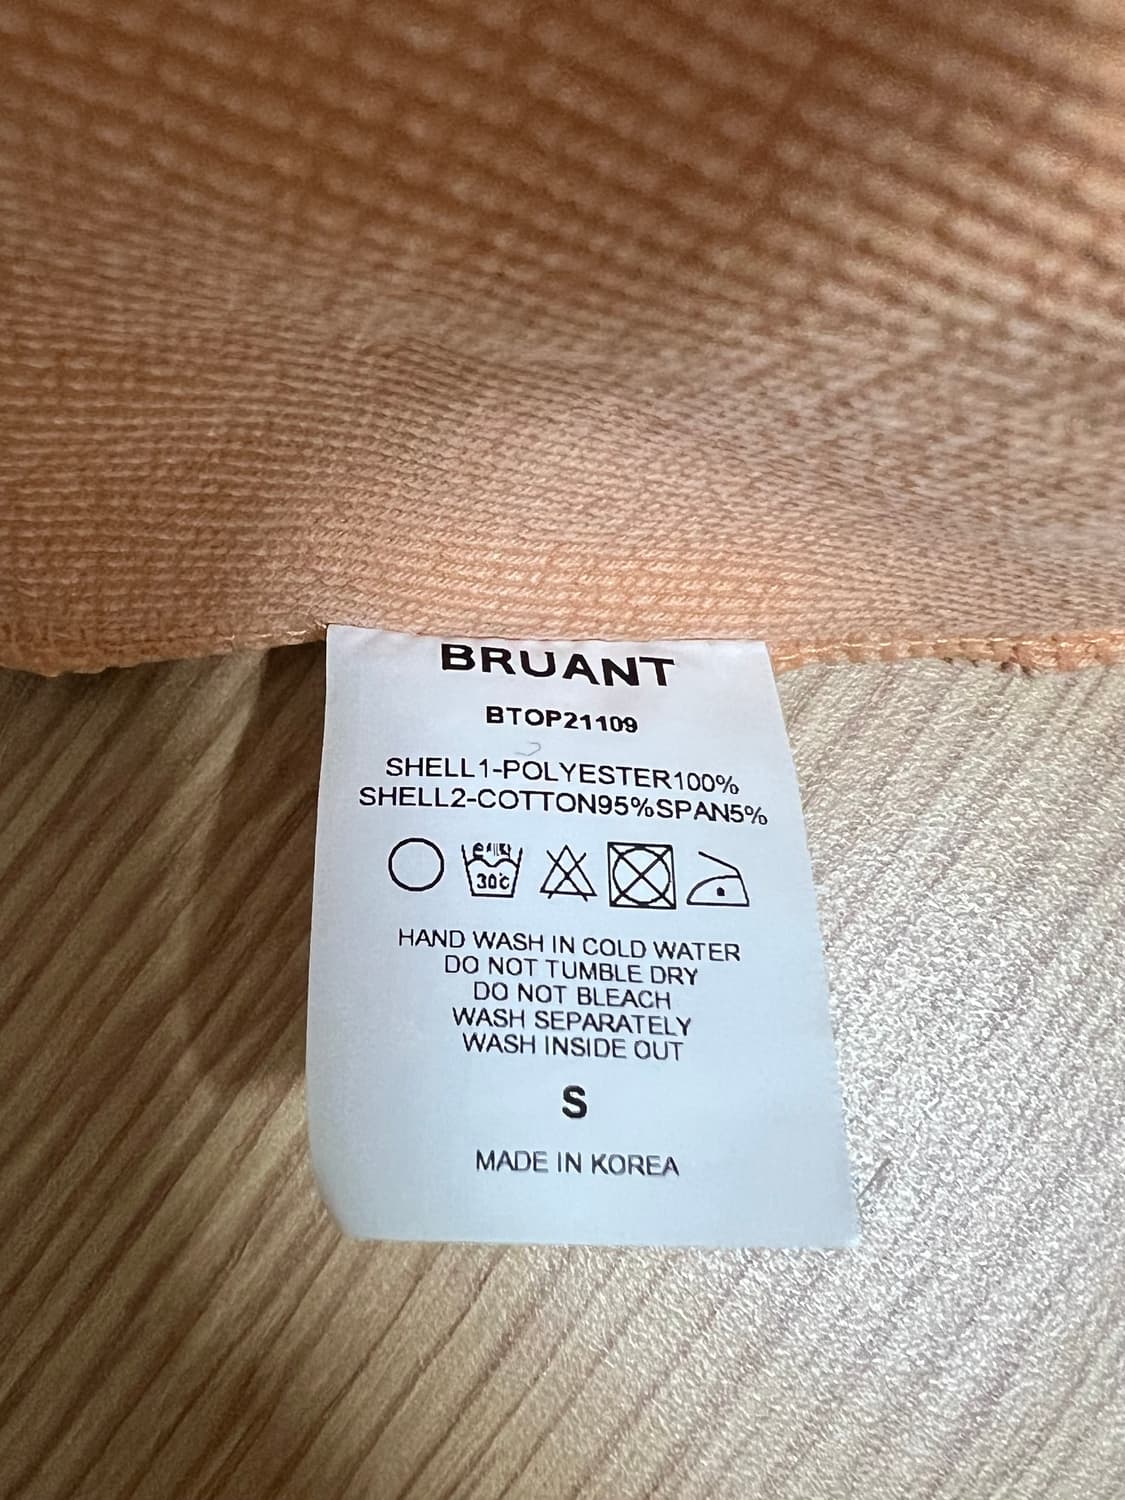 BRUANT
BTOP21109
SHELL1-POLYESTER100%
SHELL2-COTTON95%SPAN5%
30℃
HAND WASH IN COLD WATER
DO NOT TUMBLE DRY
DO NOT BLEACH
WASH SEPARATELY
WASH INSIDE OUT
S
MADE IN KOREA